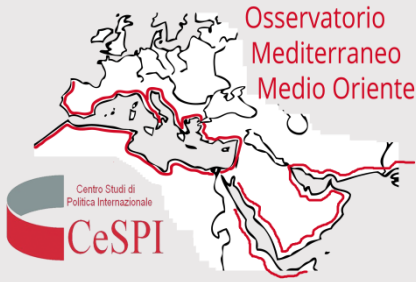 Osservatorio
Mediterraneo
Medio Oriente
Centro Studi di
Politica Internazionale
CeSPI